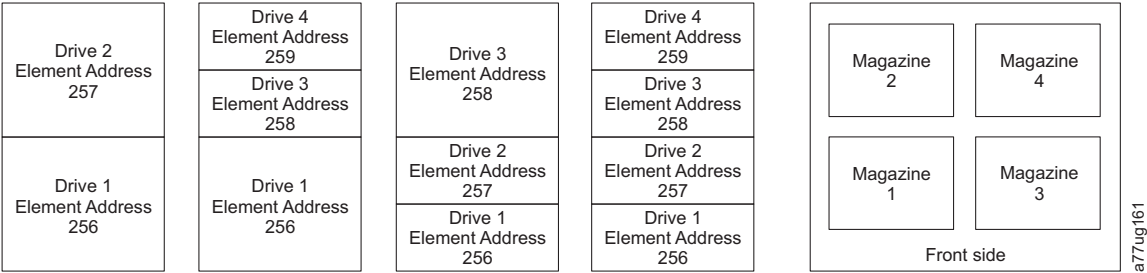 Drive 2
Element Address
257
Drive 1
Element Address
256
Drive 4
Element Address
259
Drive 3
Element Address
258
Drive 1
Element Address
256
Drive 3
Element Address
258
Drive 2
Element Address
257
Drive 1
Element Address
256
Drive 4
Element Address
259
Drive 3
Element Address
258
Drive 2
Element Address
257
Drive 1
Element Address
256
Magazine
2
Magazine
4
Magazine
1
Magazine
3
Front side
a77ug161